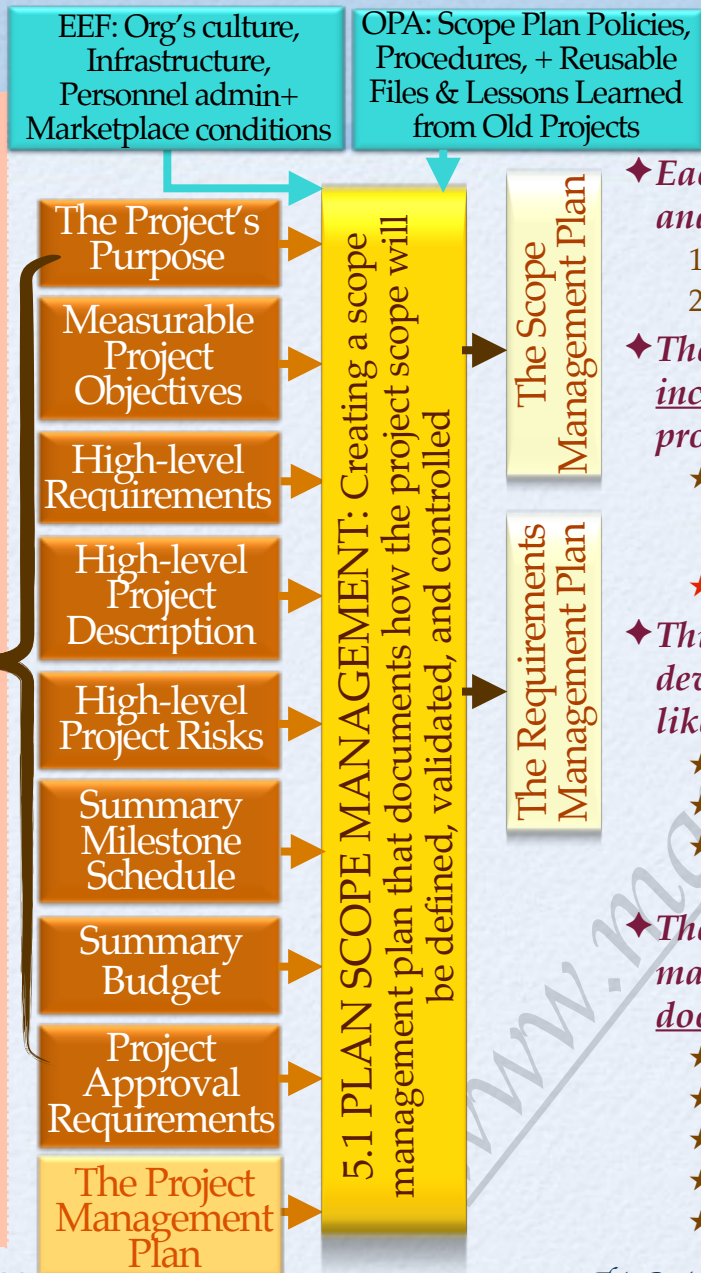 EEF: Org's culture,
Infrastructure,
Personnel admin+
Marketplace conditions
OPA: Scope Plan Policies,
Procedures, + Reusable
Files & Lessons Learned
from Old Projects
The Project's
Purpose
Measurable
Project
Objectives
High-level
Requirements
High-level
Project
Description
High-level
Project Risks
Summary
Milestone
Schedule
Summary
Budget
Project
Approval
Requirements
The Project
Management
Plan
5.1 PLAN SCOPE MANAGEMENT: Creating a scope
management plan that documents how the project scope will
be defined, validated, and controlled
The Scope
Management Plan
The Requirements
Management Plan
1
2
www.